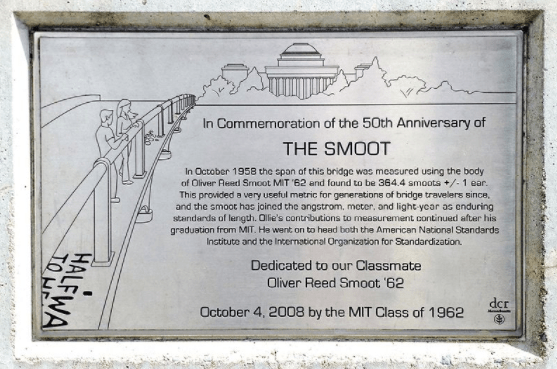 In Commemoration of the 50th Anniversary of
THE SMOOT
In October 1958 the span of this bridge was measured using the body
of Oliver Reed Smoot MIT '62 and found to be 364.4 smoots +/- 1 ear.
This provided a very useful metric for generations of bridge travelers since,
and the smoot has joined the angstrom, meter, and light-year as enduring
standards of length. Ollie's contributions to measurement continued after his
graduation from MIT. He went on to head both the American National Standards
Institute and the International Organization for Standardization.
Dedicated to our Classmate
Oliver Reed Smoot '62
October 4, 2008 by the MIT Class of 1962
HALFWA
TO HE
dcr